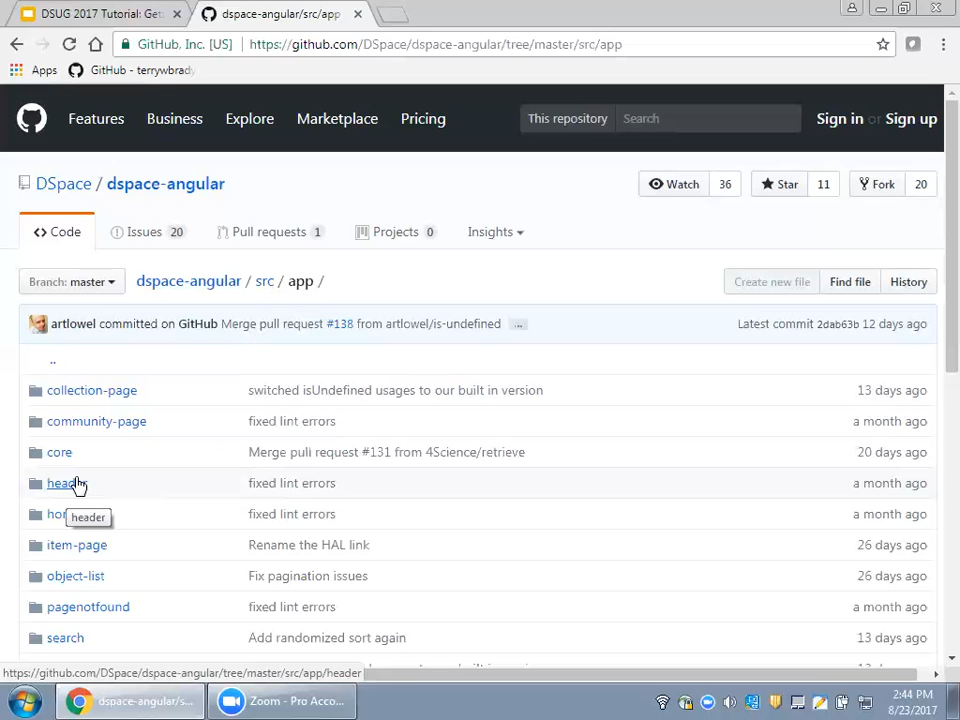 DSUG 2017 Tutorial: Get
dspace-angular/src/app
GitHub, Inc. [US]
https://github.com/DSpace/dspace-angular/tree/master/src/app
Apps
GitHub - terrywbrady
Features
Business
Explore
Marketplace
Pricing
This repository
Search
Sign in or Sign up
DSpace / dspace-angular
Watch 36
Star 11
Fork 20
<> Code
Issues 20
Pull requests 1
Projects 0
Insights
Branch: master
dspace-angular / src / app /
Create new file
Find file
History
artlowel committed on GitHub Merge pull request #138 from artlowel/is-undefined ...
Latest commit 2dab63b 12 days ago
..
collection-page switched isUndefined usages to our built in version 13 days ago
community-page fixed lint errors a month ago
core Merge pull request #131 from 4Science/retrieve 20 days ago
header fixed lint errors a month ago
header
fixed lint errors a month ago
item-page Rename the HAL link 26 days ago
object-list Fix pagination issues 26 days ago
pagenotfound fixed lint errors a month ago
search Add randomized sort again 13 days ago
https://github.com/DSpace/dspace-angular/tree/master/src/app/header
dspace-angular/s...
Zoom - Pro Acco...
2:44 PM
8/23/2017